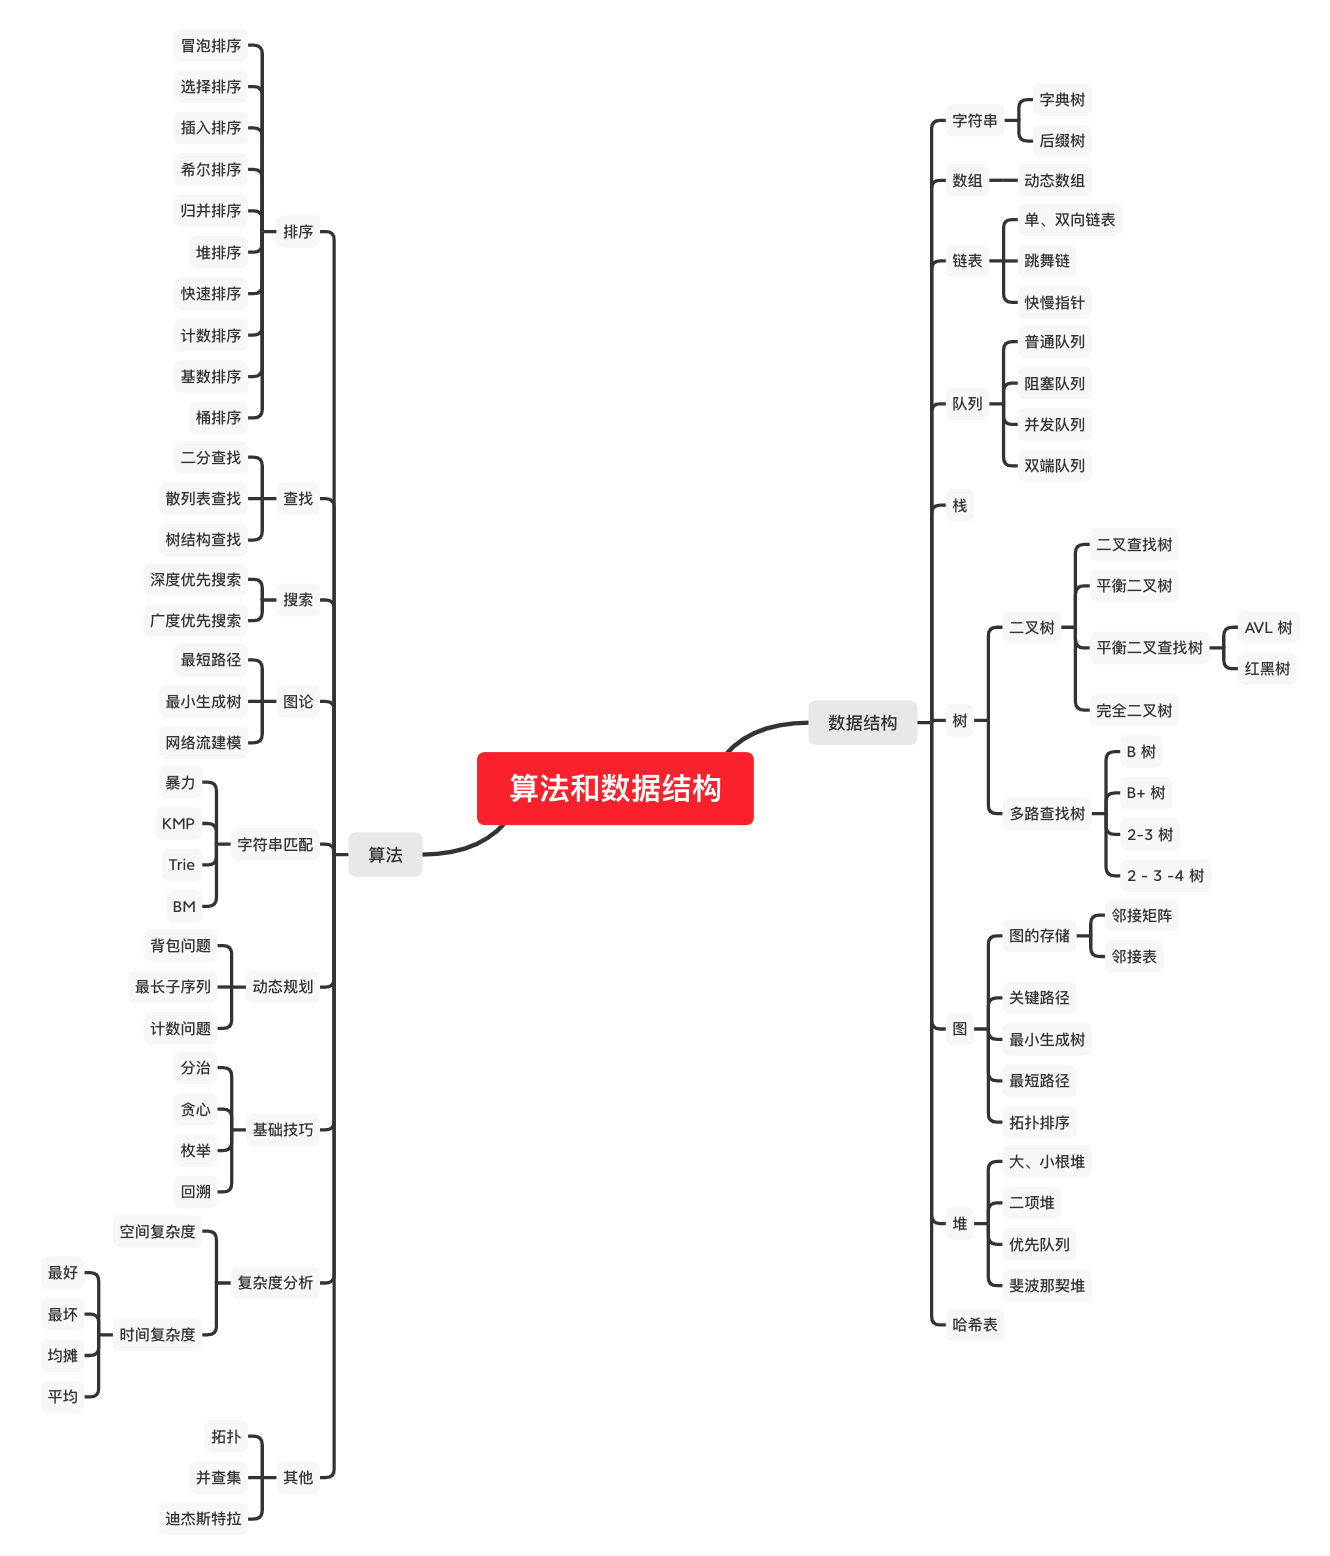 算法和数据结构
数据结构
字符串
字典树
后缀树
数组
动态数组
链表
单、双向链表
跳舞链
快慢指针
队列
普通队列
阻塞队列
并发队列
双端队列
栈
树
二叉树
二叉查找树
平衡二叉树
平衡二叉查找树
AVL 树
红黑树
完全二叉树
多路查找树
B 树
B+ 树
2-3 树
2 - 3 -4 树
图
图的存储
邻接矩阵
邻接表
关键路径
最小生成树
最短路径
拓扑排序
堆
大、小根堆
二项堆
优先队列
斐波那契堆
哈希表
算法
排序
冒泡排序
选择排序
插入排序
希尔排序
归并排序
堆排序
快速排序
计数排序
基数排序
桶排序
查找
二分查找
散列表查找
树结构查找
搜索
深度优先搜索
广度优先搜索
图论
最短路径
最小生成树
网络流建模
字符串匹配
暴力
KMP
Trie
BM
动态规划
背包问题
最长子序列
计数问题
基础技巧
分治
贪心
枚举
回溯
复杂度分析
空间复杂度
时间复杂度
最好
最坏
均摊
平均
其他
拓扑
并查集
迪杰斯特拉